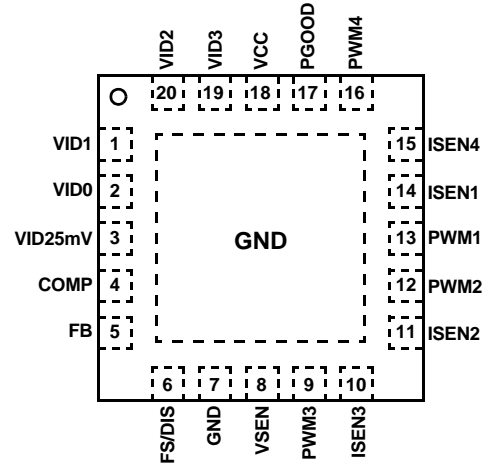 VID2 VID3 VCC PGOOD PWM4
20 19 18 17 16
VID1 1 15 ISEN4
VID0 2 14 ISEN1
VID25mV 3 GND 13 PWM1
COMP 4 12 PWM2
FB 5 11 ISEN2
6 7 8 9 10
FS/DIS GND VSEN PWM3 ISEN3